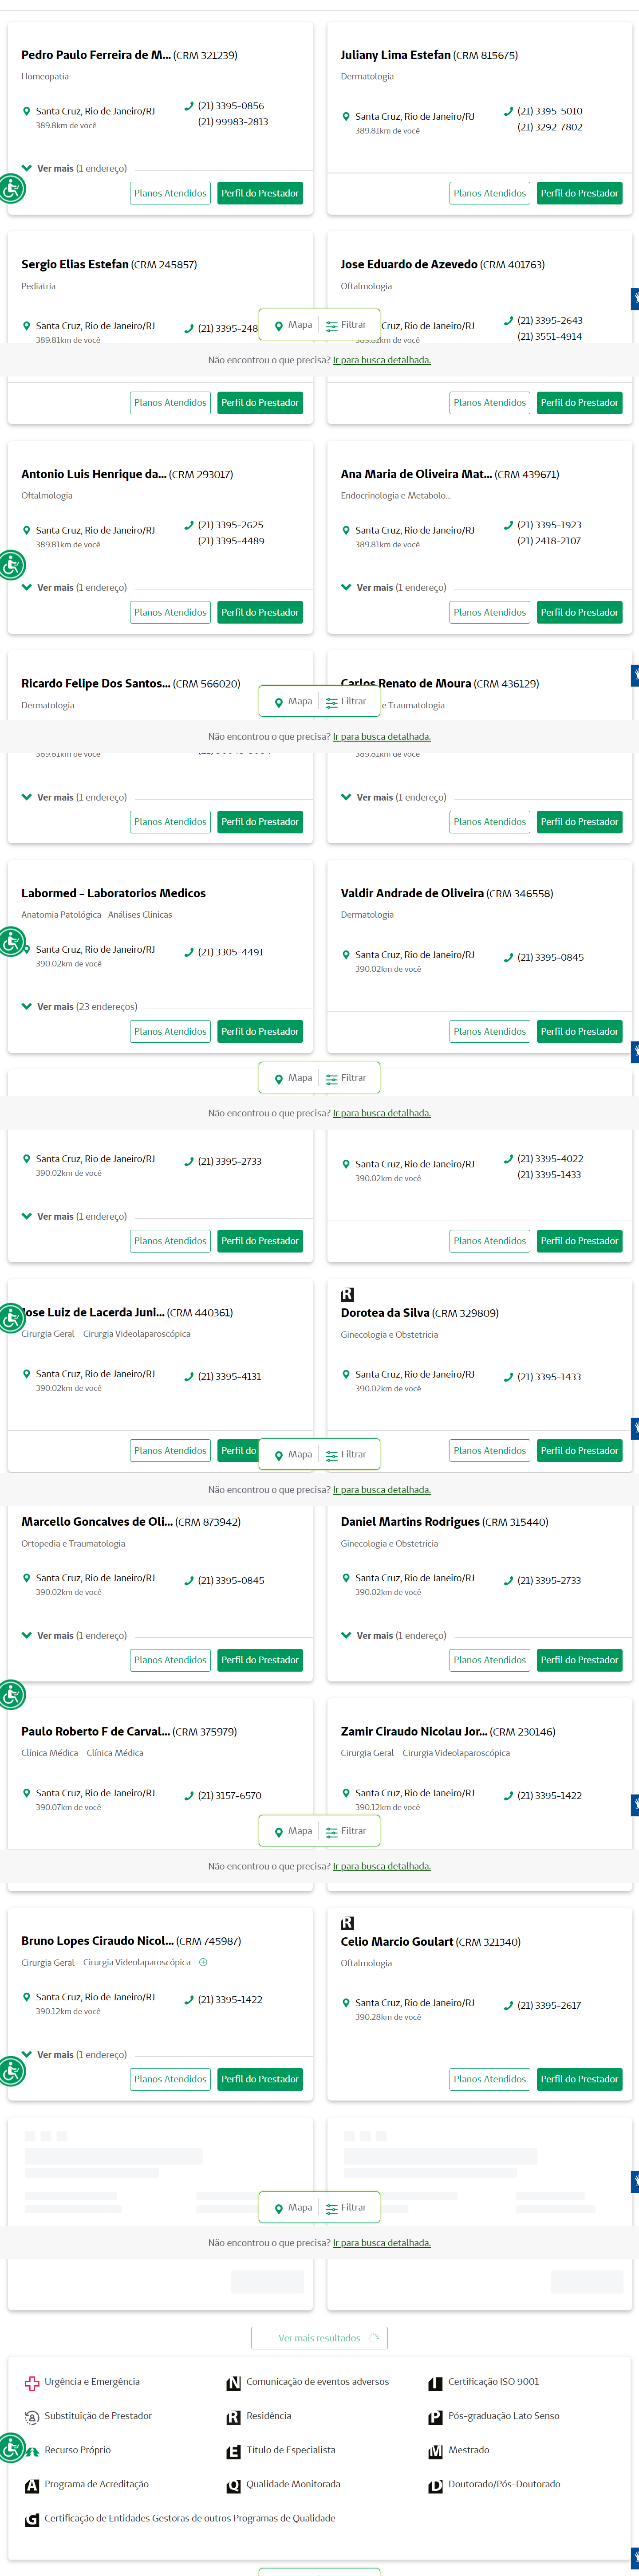 Pedro Paulo Ferreira de M... (CRM 321239)
Homeopatia
Santa Cruz, Rio de Janeiro/RJ
389.8km de você
(21) 3395-0856
(21) 99983-2813
Ver mais (1 endereço)
Planos Atendidos
Perfil do Prestador
Juliany Lima Estefan (CRM 815675)
Dermatologia
Santa Cruz, Rio de Janeiro/RJ
389.81km de você
(21) 3395-5010
(21) 3292-7802
Planos Atendidos
Perfil do Prestador
Sergio Elias Estefan (CRM 245857)
Pediatria
Santa Cruz, Rio de Janeiro/RJ
389.81km de você
(21) 3395-248
Planos Atendidos
Perfil do Prestador
Jose Eduardo de Azevedo (CRM 401763)
Oftalmologia
Cruz, Rio de Janeiro/RJ
389.81km de você
(21) 3395-2643
(21) 3551-4914
Planos Atendidos
Perfil do Prestador
Mapa
Filtrar
Não encontrou o que precisa? Ir para busca detalhada.
Antonio Luis Henrique da... (CRM 293017)
Oftalmologia
Santa Cruz, Rio de Janeiro/RJ
389.81km de você
(21) 3395-2625
(21) 3395-4489
Ver mais (1 endereço)
Planos Atendidos
Perfil do Prestador
Ana Maria de Oliveira Mat... (CRM 439671)
Endocrinologia e Metabolo...
Santa Cruz, Rio de Janeiro/RJ
389.81km de você
(21) 3395-1923
(21) 2418-2107
Ver mais (1 endereço)
Planos Atendidos
Perfil do Prestador
Ricardo Felipe Dos Santos... (CRM 566020)
Dermatologia
389.81km de você
Ver mais (1 endereço)
Planos Atendidos
Perfil do Prestador
Carlos Renato de Moura (CRM 436129)
e Traumatologia
389.81km de você
Ver mais (1 endereço)
Planos Atendidos
Perfil do Prestador
Mapa
Filtrar
Não encontrou o que precisa? Ir para busca detalhada.
Labormed - Laboratorios Medicos
Anatomia Patológica Análises Clínicas
Santa Cruz, Rio de Janeiro/RJ
390.02km de você
(21) 3305-4491
Ver mais (23 endereços)
Planos Atendidos
Perfil do Prestador
Valdir Andrade de Oliveira (CRM 346558)
Dermatologia
Santa Cruz, Rio de Janeiro/RJ
390.02km de você
(21) 3395-0845
Planos Atendidos
Perfil do Prestador
Mapa
Filtrar
Não encontrou o que precisa? Ir para busca detalhada.
Santa Cruz, Rio de Janeiro/RJ
390.02km de você
(21) 3395-2733
Ver mais (1 endereço)
Planos Atendidos
Perfil do Prestador
Santa Cruz, Rio de Janeiro/RJ
390.02km de você
(21) 3395-4022
(21) 3395-1433
Planos Atendidos
Perfil do Prestador
Jose Luiz de Lacerda Juni... (CRM 440361)
Cirurgia Geral Cirurgia Videolaparoscópica
Santa Cruz, Rio de Janeiro/RJ
390.02km de você
(21) 3395-4131
Planos Atendidos
Perfil do
R
Dorotea da Silva (CRM 329809)
Ginecologia e Obstetrícia
Santa Cruz, Rio de Janeiro/RJ
390.02km de você
(21) 3395-1433
Planos Atendidos
Perfil do Prestador
Mapa
Filtrar
Não encontrou o que precisa? Ir para busca detalhada.
Marcello Goncalves de Oli... (CRM 873942)
Ortopedia e Traumatologia
Santa Cruz, Rio de Janeiro/RJ
390.02km de você
(21) 3395-0845
Ver mais (1 endereço)
Planos Atendidos
Perfil do Prestador
Daniel Martins Rodrigues (CRM 315440)
Ginecologia e Obstetrícia
Santa Cruz, Rio de Janeiro/RJ
390.02km de você
(21) 3395-2733
Ver mais (1 endereço)
Planos Atendidos
Perfil do Prestador
Paulo Roberto F de Carval... (CRM 375979)
Clínica Médica Clínica Médica
Santa Cruz, Rio de Janeiro/RJ
390.07km de você
(21) 3157-6570
Zamir Ciraudo Nicolau Jor... (CRM 230146)
Cirurgia Geral Cirurgia Videolaparoscópica
Santa Cruz, Rio de Janeiro/RJ
390.12km de você
(21) 3395-1422
Mapa
Filtrar
Não encontrou o que precisa? Ir para busca detalhada.
Bruno Lopes Ciraudo Nicol... (CRM 745987)
Cirurgia Geral Cirurgia Videolaparoscópica
Santa Cruz, Rio de Janeiro/RJ
390.12km de você
(21) 3395-1422
Ver mais (1 endereço)
Planos Atendidos
Perfil do Prestador
R
Celio Marcio Goulart (CRM 321340)
Oftalmologia
Santa Cruz, Rio de Janeiro/RJ
390.28km de você
(21) 3395-2617
Planos Atendidos
Perfil do Prestador
Mapa
Filtrar
Não encontrou o que precisa? Ir para busca detalhada.
Ver mais resultados
Urgência e Emergência
N Comunicação de eventos adversos
I Certificação ISO 9001
Substituição de Prestador
R Residência
P Pós-graduação Lato Senso
Recurso Próprio
E Título de Especialista
M Mestrado
A Programa de Acreditação
Q Qualidade Monitorada
D Doutorado/Pós-Doutorado
G Certificação de Entidades Gestoras de outros Programas de Qualidade